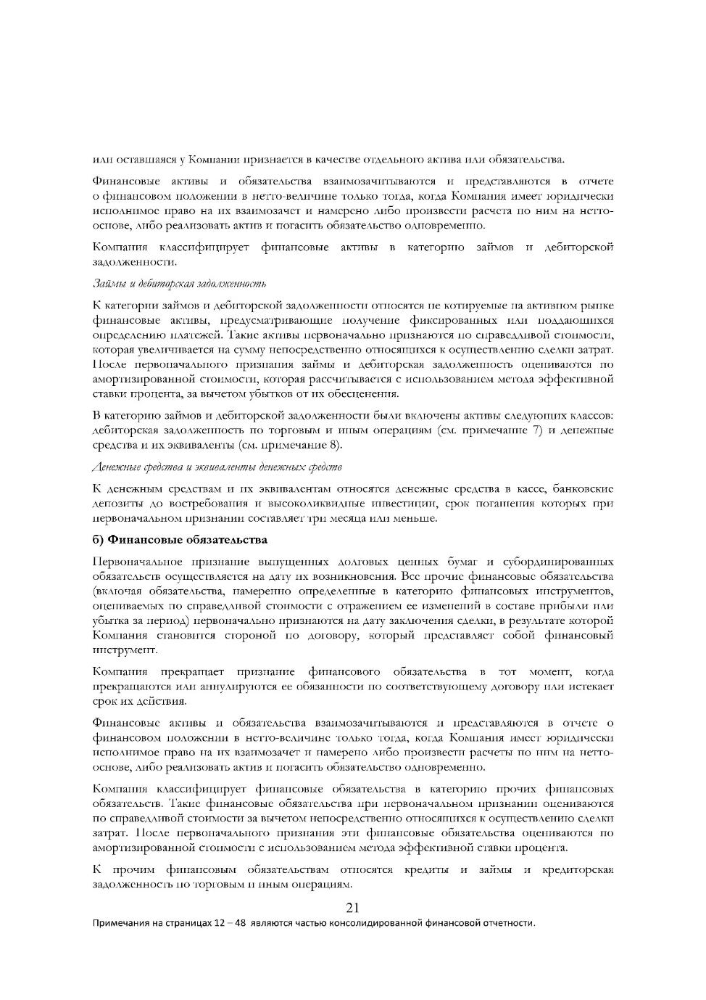 или оставшаяся у Компании признается в качестве отдельного актива или обязательства.
Финансовые активы и обязательства взаимозачитываются и представляются в отчете
о финансовом положении в нетто-величине только тогда, когда Компания имеет юридически
исполнимое право на их взаимозачет и намерено либо произвести расчета по ним на нетто-
основе, либо реализовать актив и погасить обязательство одновременно.
Компания классифицирует финансовые активы в категорию займов и дебиторской
задолженности.
Займы и дебиторская задолженность
К категории займов и дебиторской задолженности относятся не котируемые на активном рынке
финансовые активы, предусматривающие получение фиксированных или поддающихся
определению платежей. Такие активы первоначально признаются по справедливой стоимости,
которая увеличивается на сумму непосредственно относящихся к осуществлению сделки затрат.
После первоначального признания займы и дебиторская задолженность оцениваются по
амортизированной стоимости, которая рассчитывается с использованием метода эффективной
ставки процента, за вычетом убытков от их обесценения.
В категорию займов и дебиторской задолженности были включены активы следующих классов:
дебиторская задолженность по торговым и иным операциям (см. примечание 7) и денежные
средства и их эквиваленты (см. примечание 8).
Денежные средства и эквиваленты денежных средств
К денежным средствам и их эквивалентам относятся денежные средства в кассе, банковские
депозиты до востребования и высоколиквидные инвестиции, срок погашения которых при
первоначальном признании составляет три месяца или меньше.
б) Финансовые обязательства
Первоначальное признание выпущенных долговых ценных бумаг и субординированных
обязательств осуществляется на дату их возникновения. Все прочие финансовые обязательства
(включая обязательства, намеренно определенные в категорию финансовых инструментов,
оцениваемых по справедливой стоимости с отражением ее изменений в составе прибыли или
убытка за период) первоначально признаются на дату заключения сделки, в результате которой
Компания становится стороной по договору, который представляет собой финансовый
инструмент.
Компания прекращает признание финансового обязательства в тот момент, когда
прекращаются или аннулируются ее обязанности по соответствующему договору или истекает
срок их действия.
Финансовые активы и обязательства взаимозачитываются и представляются в отчете о
финансовом положении в нетто-величине только тогда, когда Компания имеет юридически
исполнимое право на их взаимозачет и намерено либо произвести расчеты по ним на нетто-
основе, либо реализовать актив и погасить обязательство одновременно.
Компания классифицирует финансовые обязательства в категорию прочих финансовых
обязательств. Такие финансовые обязательства при первоначальном признании оцениваются
по справедливой стоимости за вычетом непосредственно относящихся к осуществлению сделки
затрат. После первоначального признания эти финансовые обязательства оцениваются по
амортизированной стоимости с использованием метода эффективной ставки процента.
К прочим финансовым обязательствам относятся кредиты и займы и кредиторская
задолженность по торговым и иным операциям.
21
Примечания на страницах 12 – 48 являются частью консолидированной финансовой отчетности.